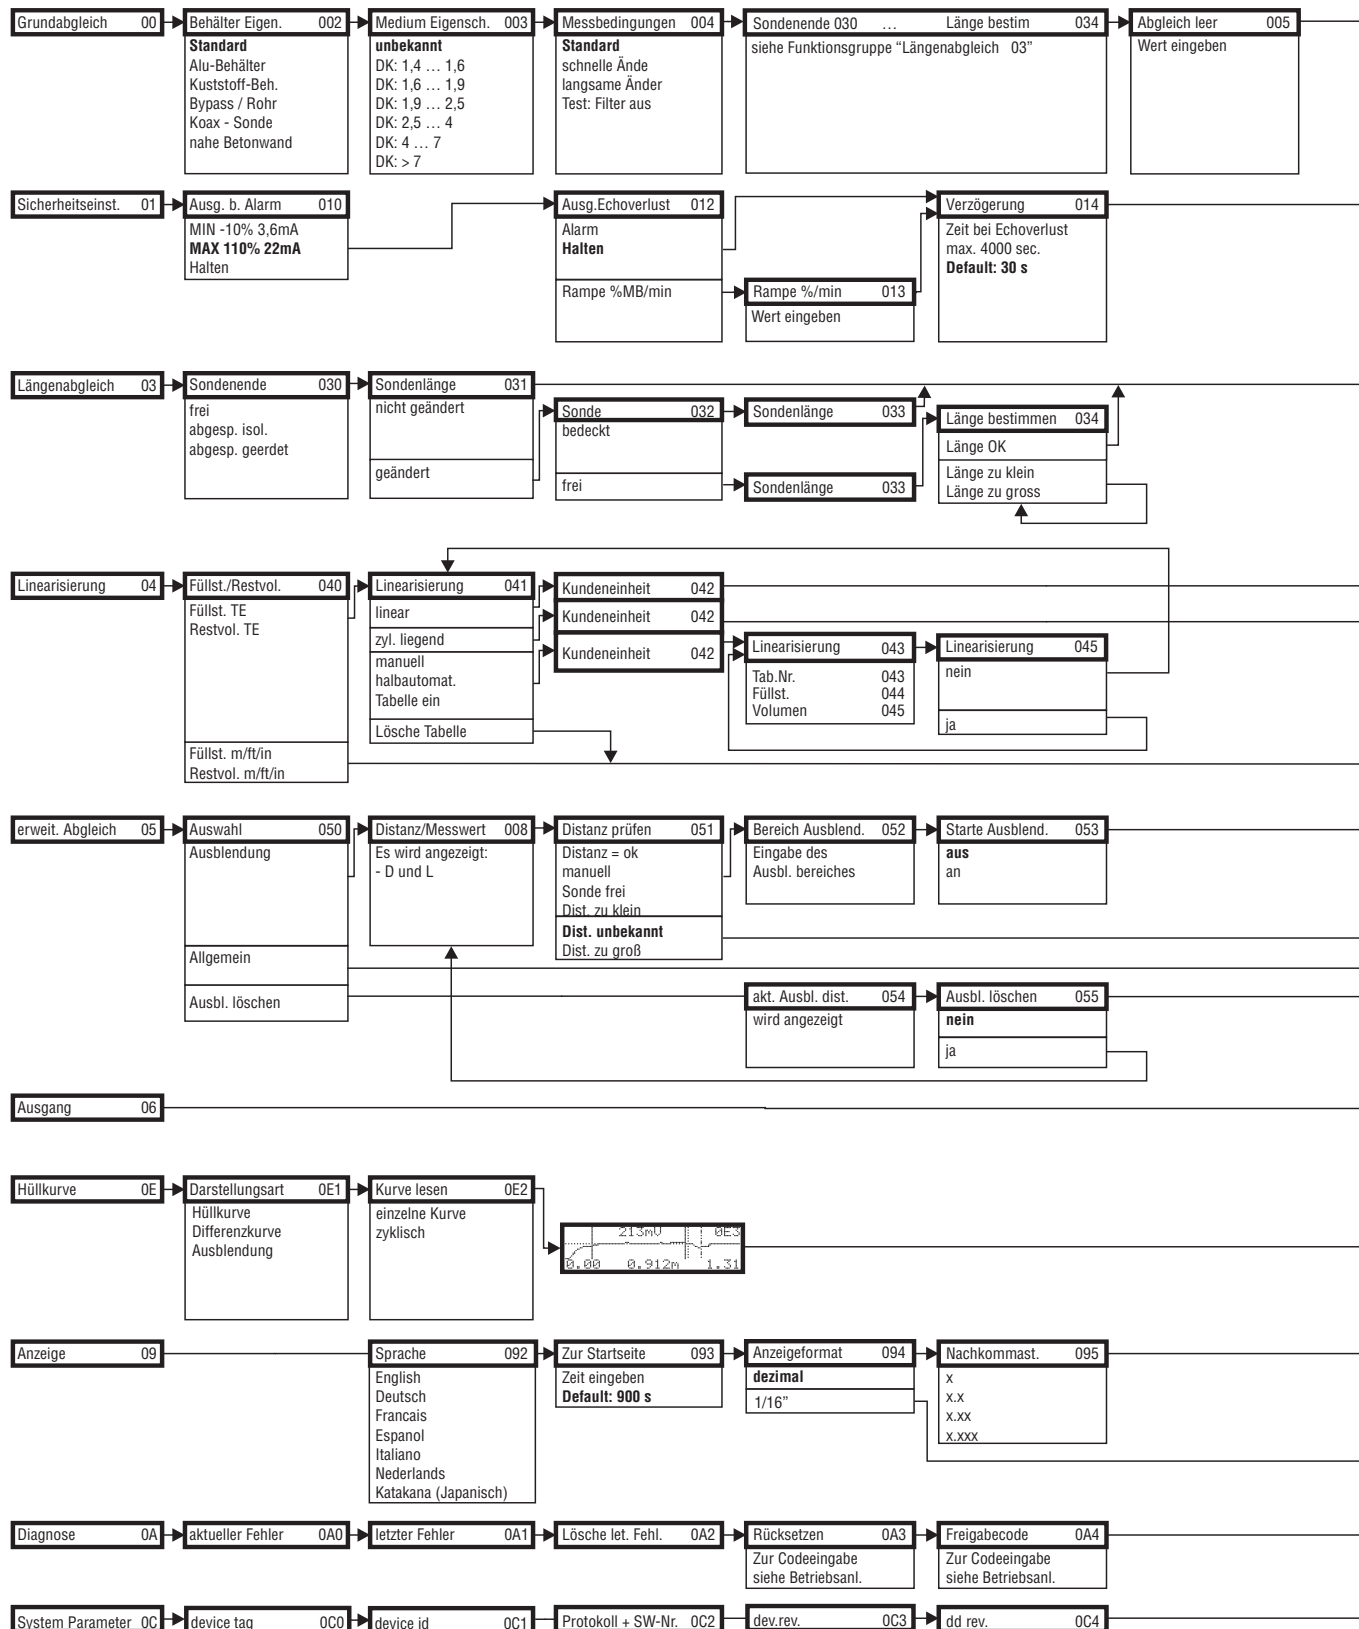 Grundabgleich 00
Behälter Eigen. 002
Standard
Alu-Behälter
Kuststoff-Beh.
Bypass / Rohr
Koax - Sonde
nahe Betonwand
Medium Eigensch. 003
unbekannt
DK: 1,4 … 1,6
DK: 1,6 … 1,9
DK: 1,9 … 2,5
DK: 2,5 … 4
DK: 4 … 7
DK: > 7
Messbedingungen 004
Standard
schnelle Ände
langsame Änder
Test: Filter aus
Sondenende 030 … Länge bestim 034
siehe Funktionsgruppe “Längenabgleich 03”
Abgleich leer 005
Wert eingeben
Sicherheitseinst. 01
Ausg. b. Alarm 010
MIN -10% 3,6mA
MAX 110% 22mA
Halten
Ausg.Echoverlust 012
Alarm
Halten
Rampe %MB/min
Rampe %/min 013
Wert eingeben
Verzögerung 014
Zeit bei Echoverlust
max. 4000 sec.
Default: 30 s
Längenabgleich 03
Sondenende 030
frei
abgesp. isol.
abgesp. geerdet
Sondenlänge 031
nicht geändert
geändert
Sonde 032
bedeckt
frei
Sondenlänge 033
Sondenlänge 033
Länge bestimmen 034
Länge OK
Länge zu klein
Länge zu gross
Linearisierung 04
Füllst./Restvol. 040
Füllst. TE
Restvol. TE
Füllst. m/ft/in
Restvol. m/ft/in
Linearisierung 041
linear
zyl. liegend
manuell
halbautomat.
Tabelle ein
Lösche Tabelle
Kundeneinheit 042
Kundeneinheit 042
Kundeneinheit 042
Linearisierung 043
Tab.Nr. 043
Füllst. 044
Volumen 045
Linearisierung 045
nein
ja
erweit. Abgleich 05
Auswahl 050
Ausblendung
Allgemein
Ausbl. löschen
Distanz/Messwert 008
Es wird angezeigt:
- D und L
Distanz prüfen 051
Distanz = ok
manuell
Sonde frei
Dist. zu klein
Dist. unbekannt
Dist. zu groß
Bereich Ausblend. 052
Eingabe des
Ausbl. bereiches
Starte Ausblend. 053
aus
an
akt. Ausbl. dist. 054
wird angezeigt
Ausbl. löschen 055
nein
ja
Ausgang 06
Hüllkurve 0E
Darstellungsart 0E1
Hüllkurve
Differenzkurve
Ausblendung
Kurve lesen 0E2
einzelne Kurve
zyklisch
213mV 0E3
0.00 0.912m 1.31
Anzeige 09
Sprache 092
English
Deutsch
Francais
Espanol
Italiano
Nederlands
Katakana (Japanisch)
Zur Startseite 093
Zeit eingeben
Default: 900 s
Anzeigeformat 094
dezimal
1/16”
Nachkommast. 095
x
x.x
x.xx
x.xxx
Diagnose 0A
aktueller Fehler 0A0
letzter Fehler 0A1
Lösche let. Fehl. 0A2
Rücksetzen 0A3
Zur Codeeingabe
siehe Betriebsanl.
Freigabecode 0A4
Zur Codeeingabe
siehe Betriebsanl.
System Parameter 0C
device tag 0C0
device id 0C1
Protokoll + SW-Nr. 0C2
dev.rev. 0C3
dd rev. 0C4